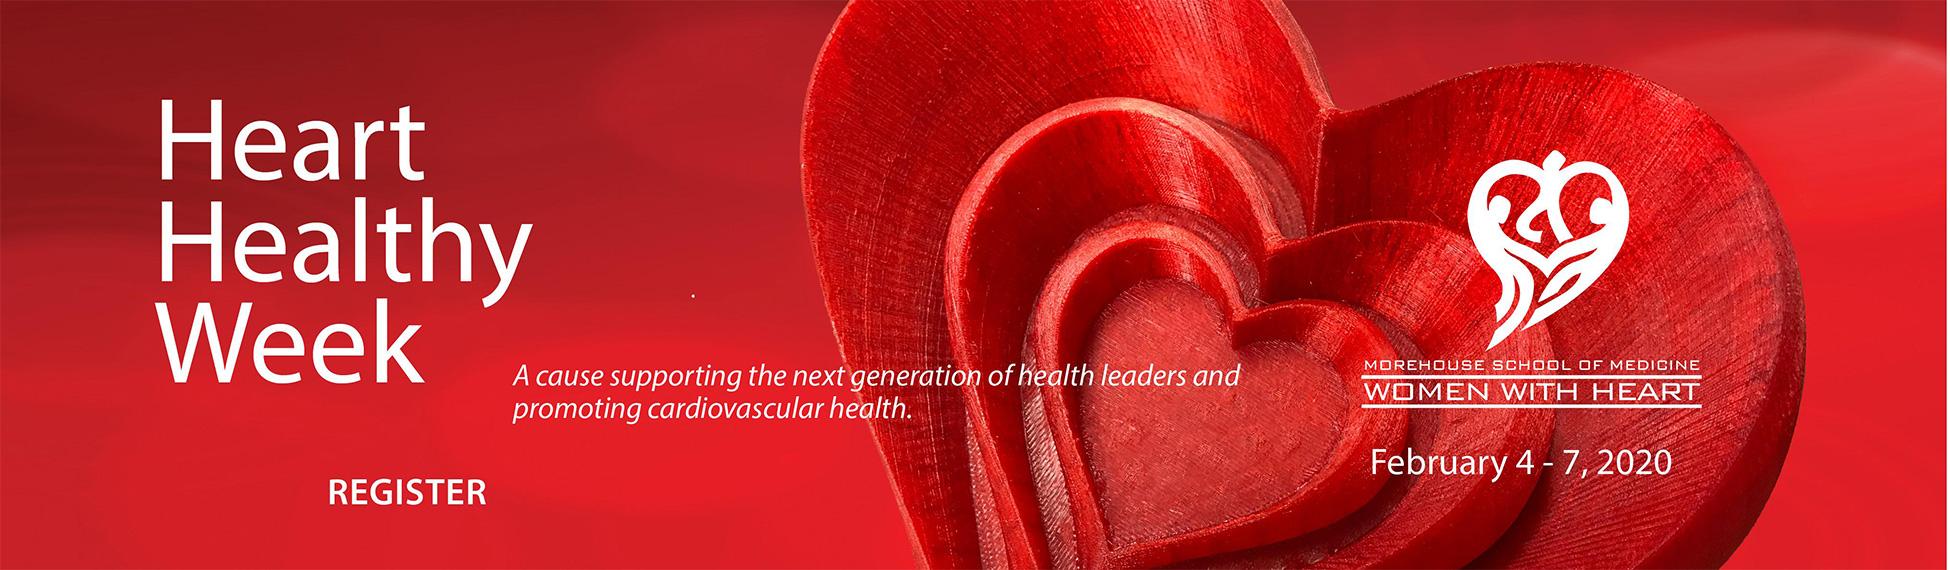 Heart
Healthy
Week
A cause supporting the next generation of health leaders and
promoting cardiovascular health.
REGISTER
MOREHOUSE SCHOOL OF MEDICINE
WOMEN WITH HEART
February 4 - 7, 2020